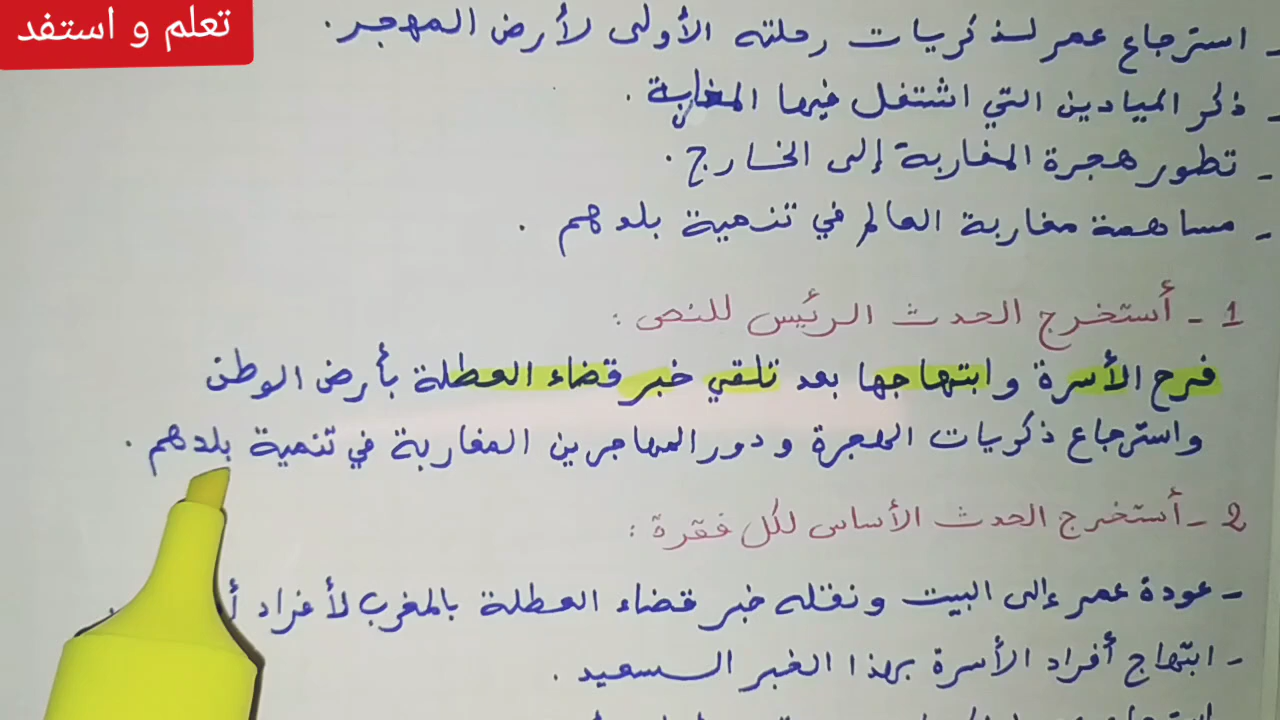 تعلم و استفد
- استرجاع عمر لذكريات رحلته الأولى لأرض المهجر.
- ذكر الميادين التي اشتغل فيها المغاربة.
- تطور هجرة المغاربة إلى الخارج.
- مساهمة مغاربة العالم في تنمية بلدهم.
1 - أستخرج الحدث الرئيس للنص:
فرح الأسرة وابتهاجها بعد تلقي خبر قضاء العطلة بأرض الوطن
واسترجاع ذكريات الهجرة ودور المهاجرين المغاربة في تنمية بلدهم.
2 - أستخرج الحدث الأساس لكل فقرة:
- عودة عمر إلى البيت ونقله خبر قضاء العطلة بالمغرب لأفراد
- ابتهاج أفراد الأسرة بهذا الخبر السعيد.